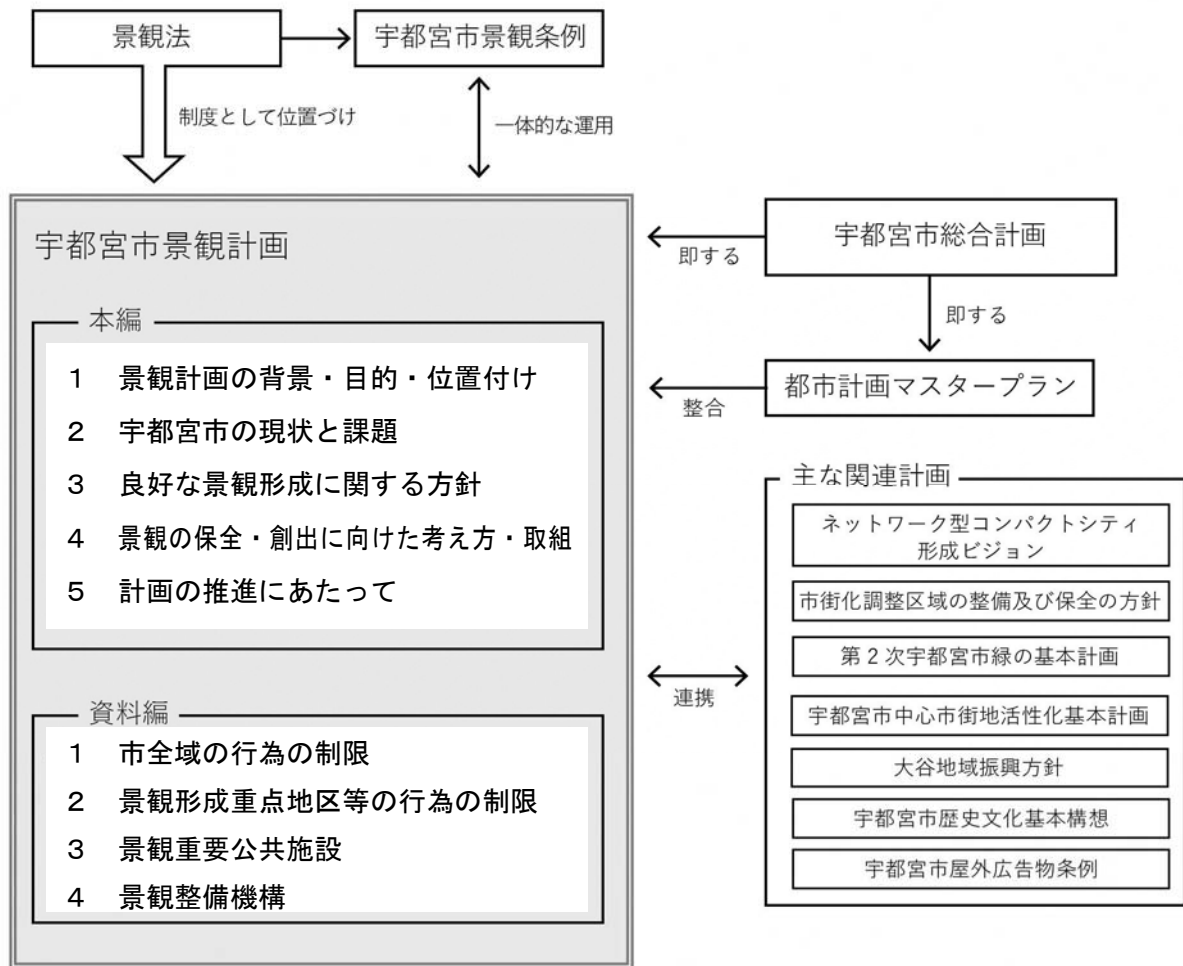 景観法
宇都宮市景観条例
制度として位置づけ
一体的な運用
宇都宮市景観計画
本編
1 景観計画の背景・目的・位置付け
2 宇都宮市の現状と課題
3 良好な景観形成に関する方針
4 景観の保全・創出に向けた考え方・取組
5 計画の推進にあたって
資料編
1 市全域の行為の制限
2 景観形成重点地区等の行為の制限
3 景観重要公共施設
4 景観整備機構
即する
宇都宮市総合計画
即する
整合
都市計画マスタープラン
連携
主な関連計画
ネットワーク型コンパクトシティ
形成ビジョン
市街化調整区域の整備及び保全の方針
第2次宇都宮市緑の基本計画
宇都宮市中心市街地活性化基本計画
大谷地域振興方針
宇都宮市歴史文化基本構想
宇都宮市屋外広告物条例